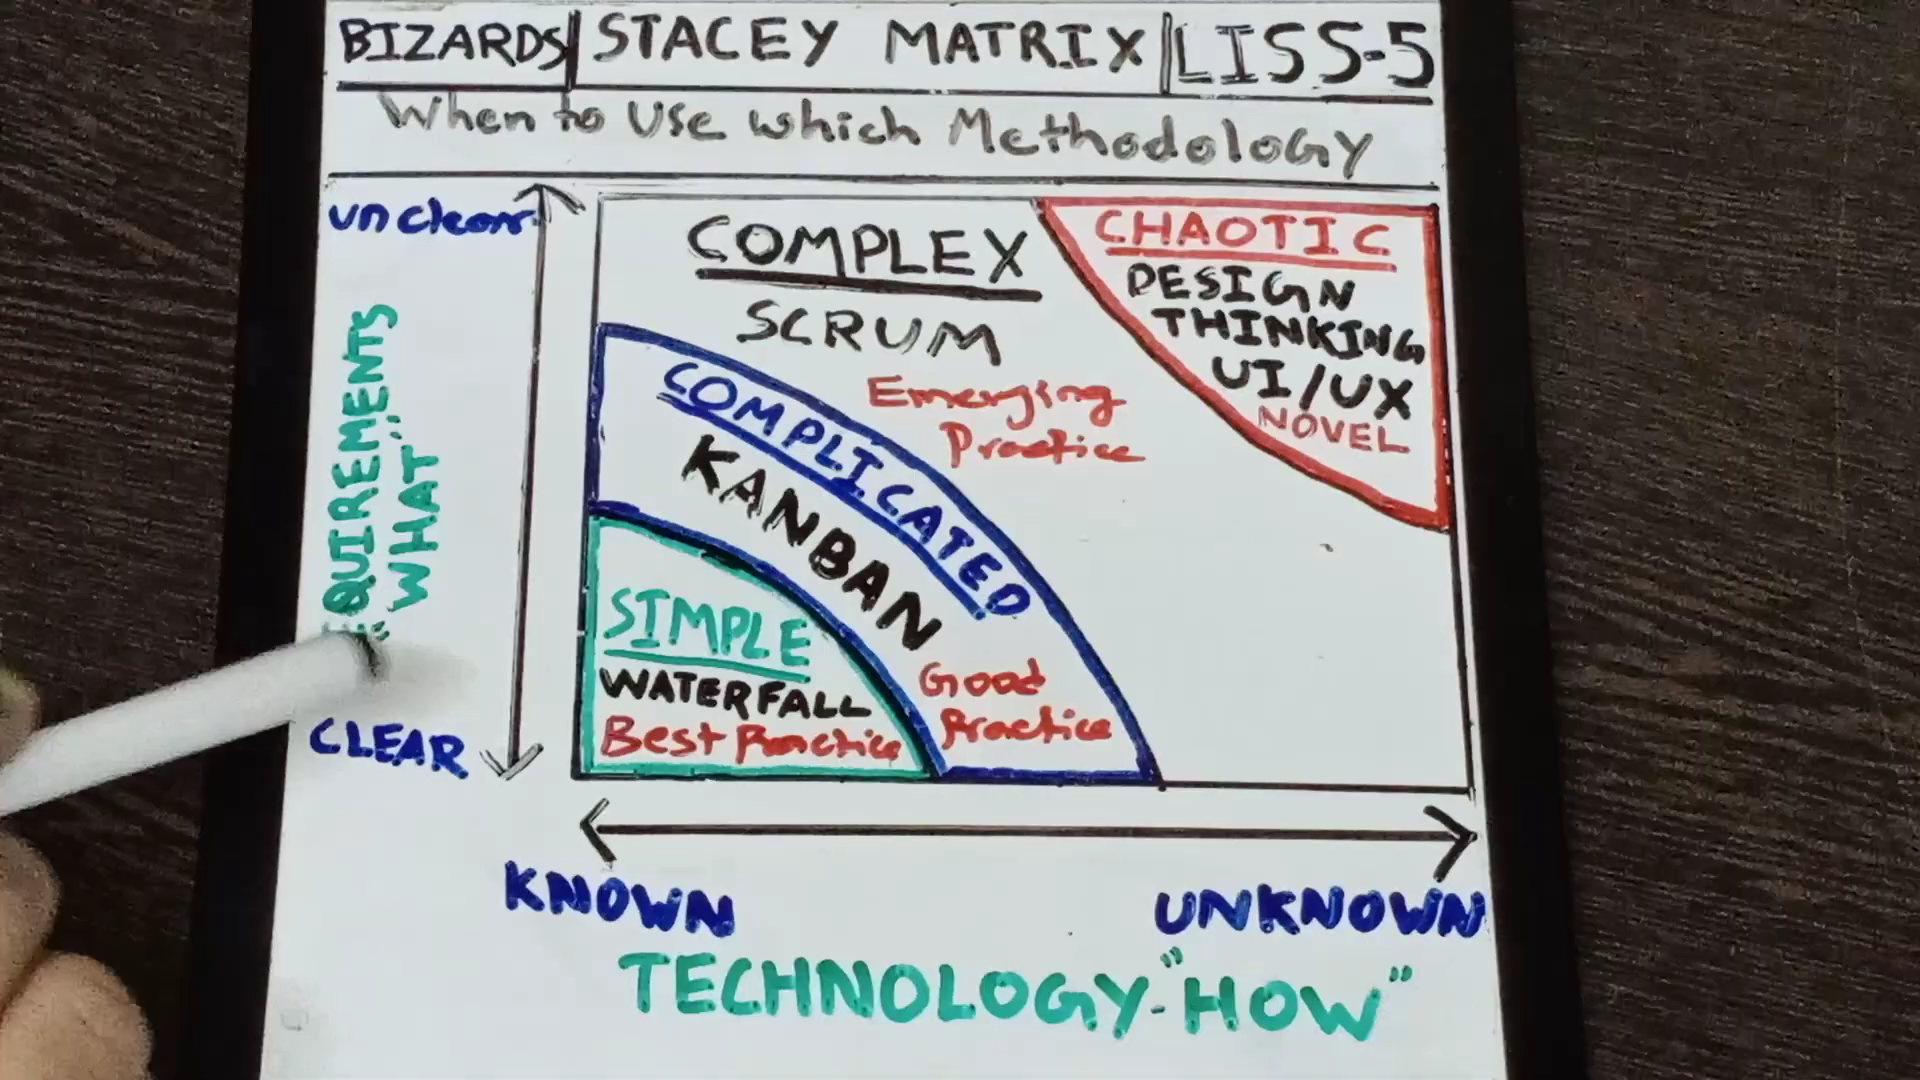 BIZARDS | STACEY MATRIX | LISS-5
When to Use which Methodology
unclear
COMPLEX
SCRUM
Emerging
Practice
CHAOTIC
DESIGN
THINKING
UI/UX
NOVEL
COMPLICATED
KANBAN
Good
Practice
SIMPLE
WATERFALL
Best Practice
EQUIREMENTS
"WHAT"
CLEAR
KNOWN
UNKNOWN
TECHNOLOGY-"HOW"